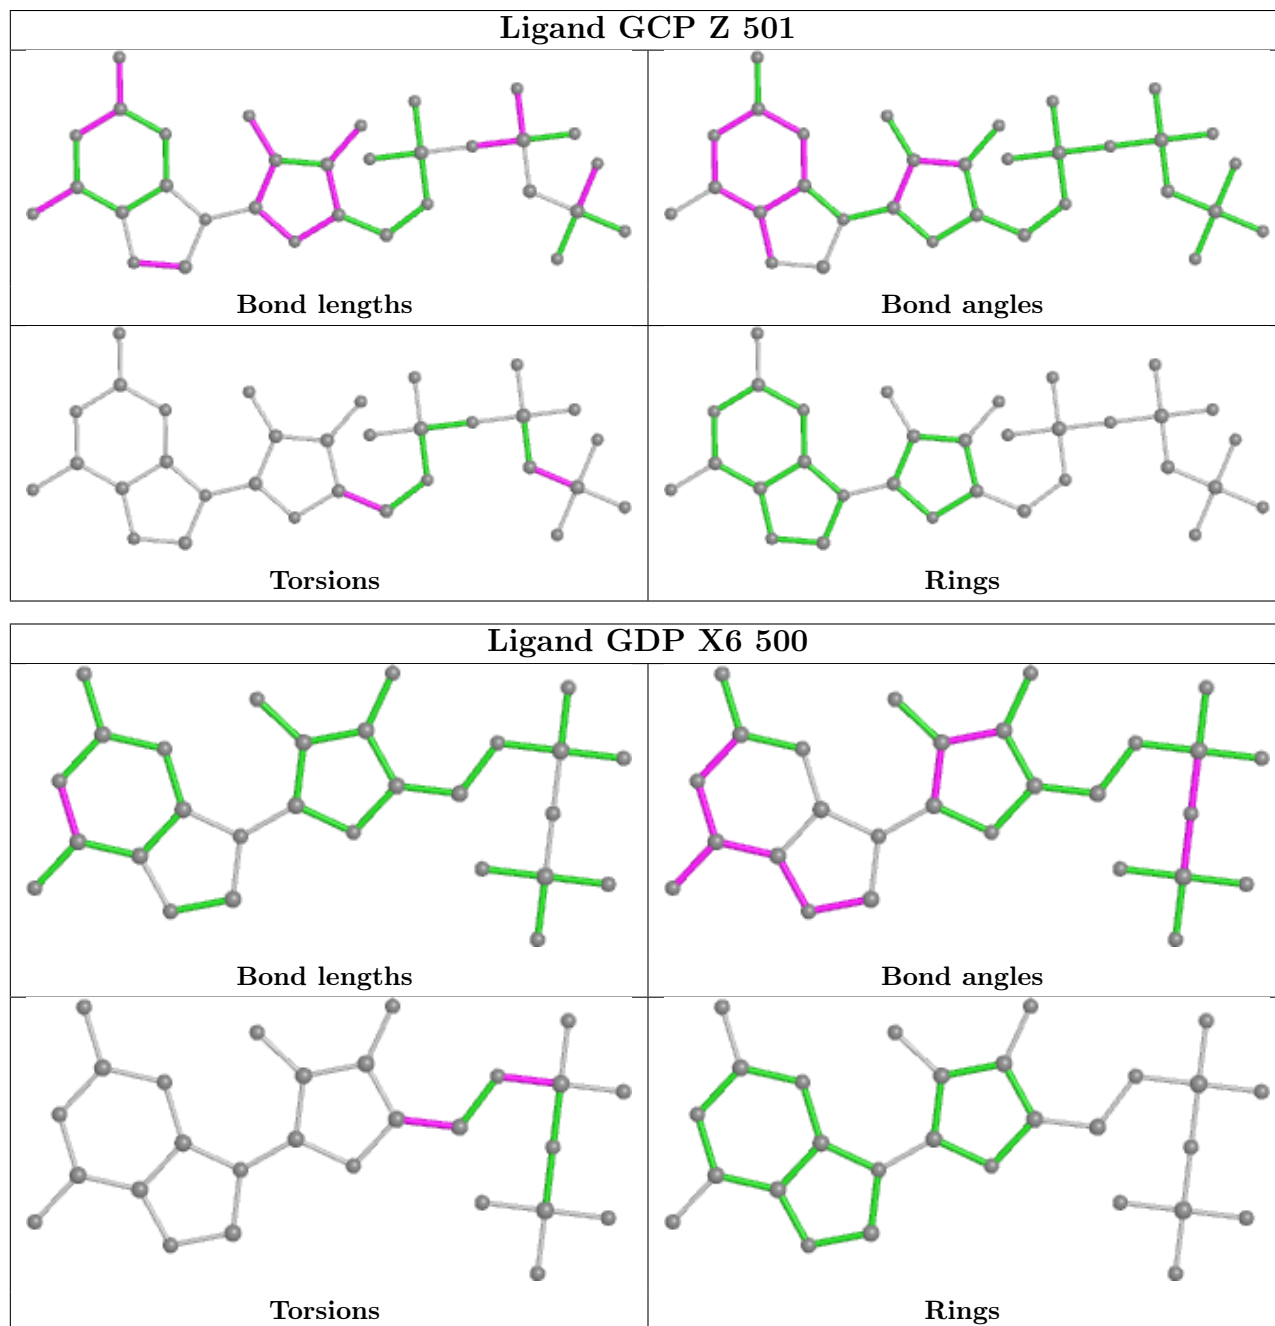 Ligand GCP Z 501
Bond lengths
Bond angles
Torsions
Rings
Ligand GDP X6 500
Bond lengths
Bond angles
Torsions
Rings